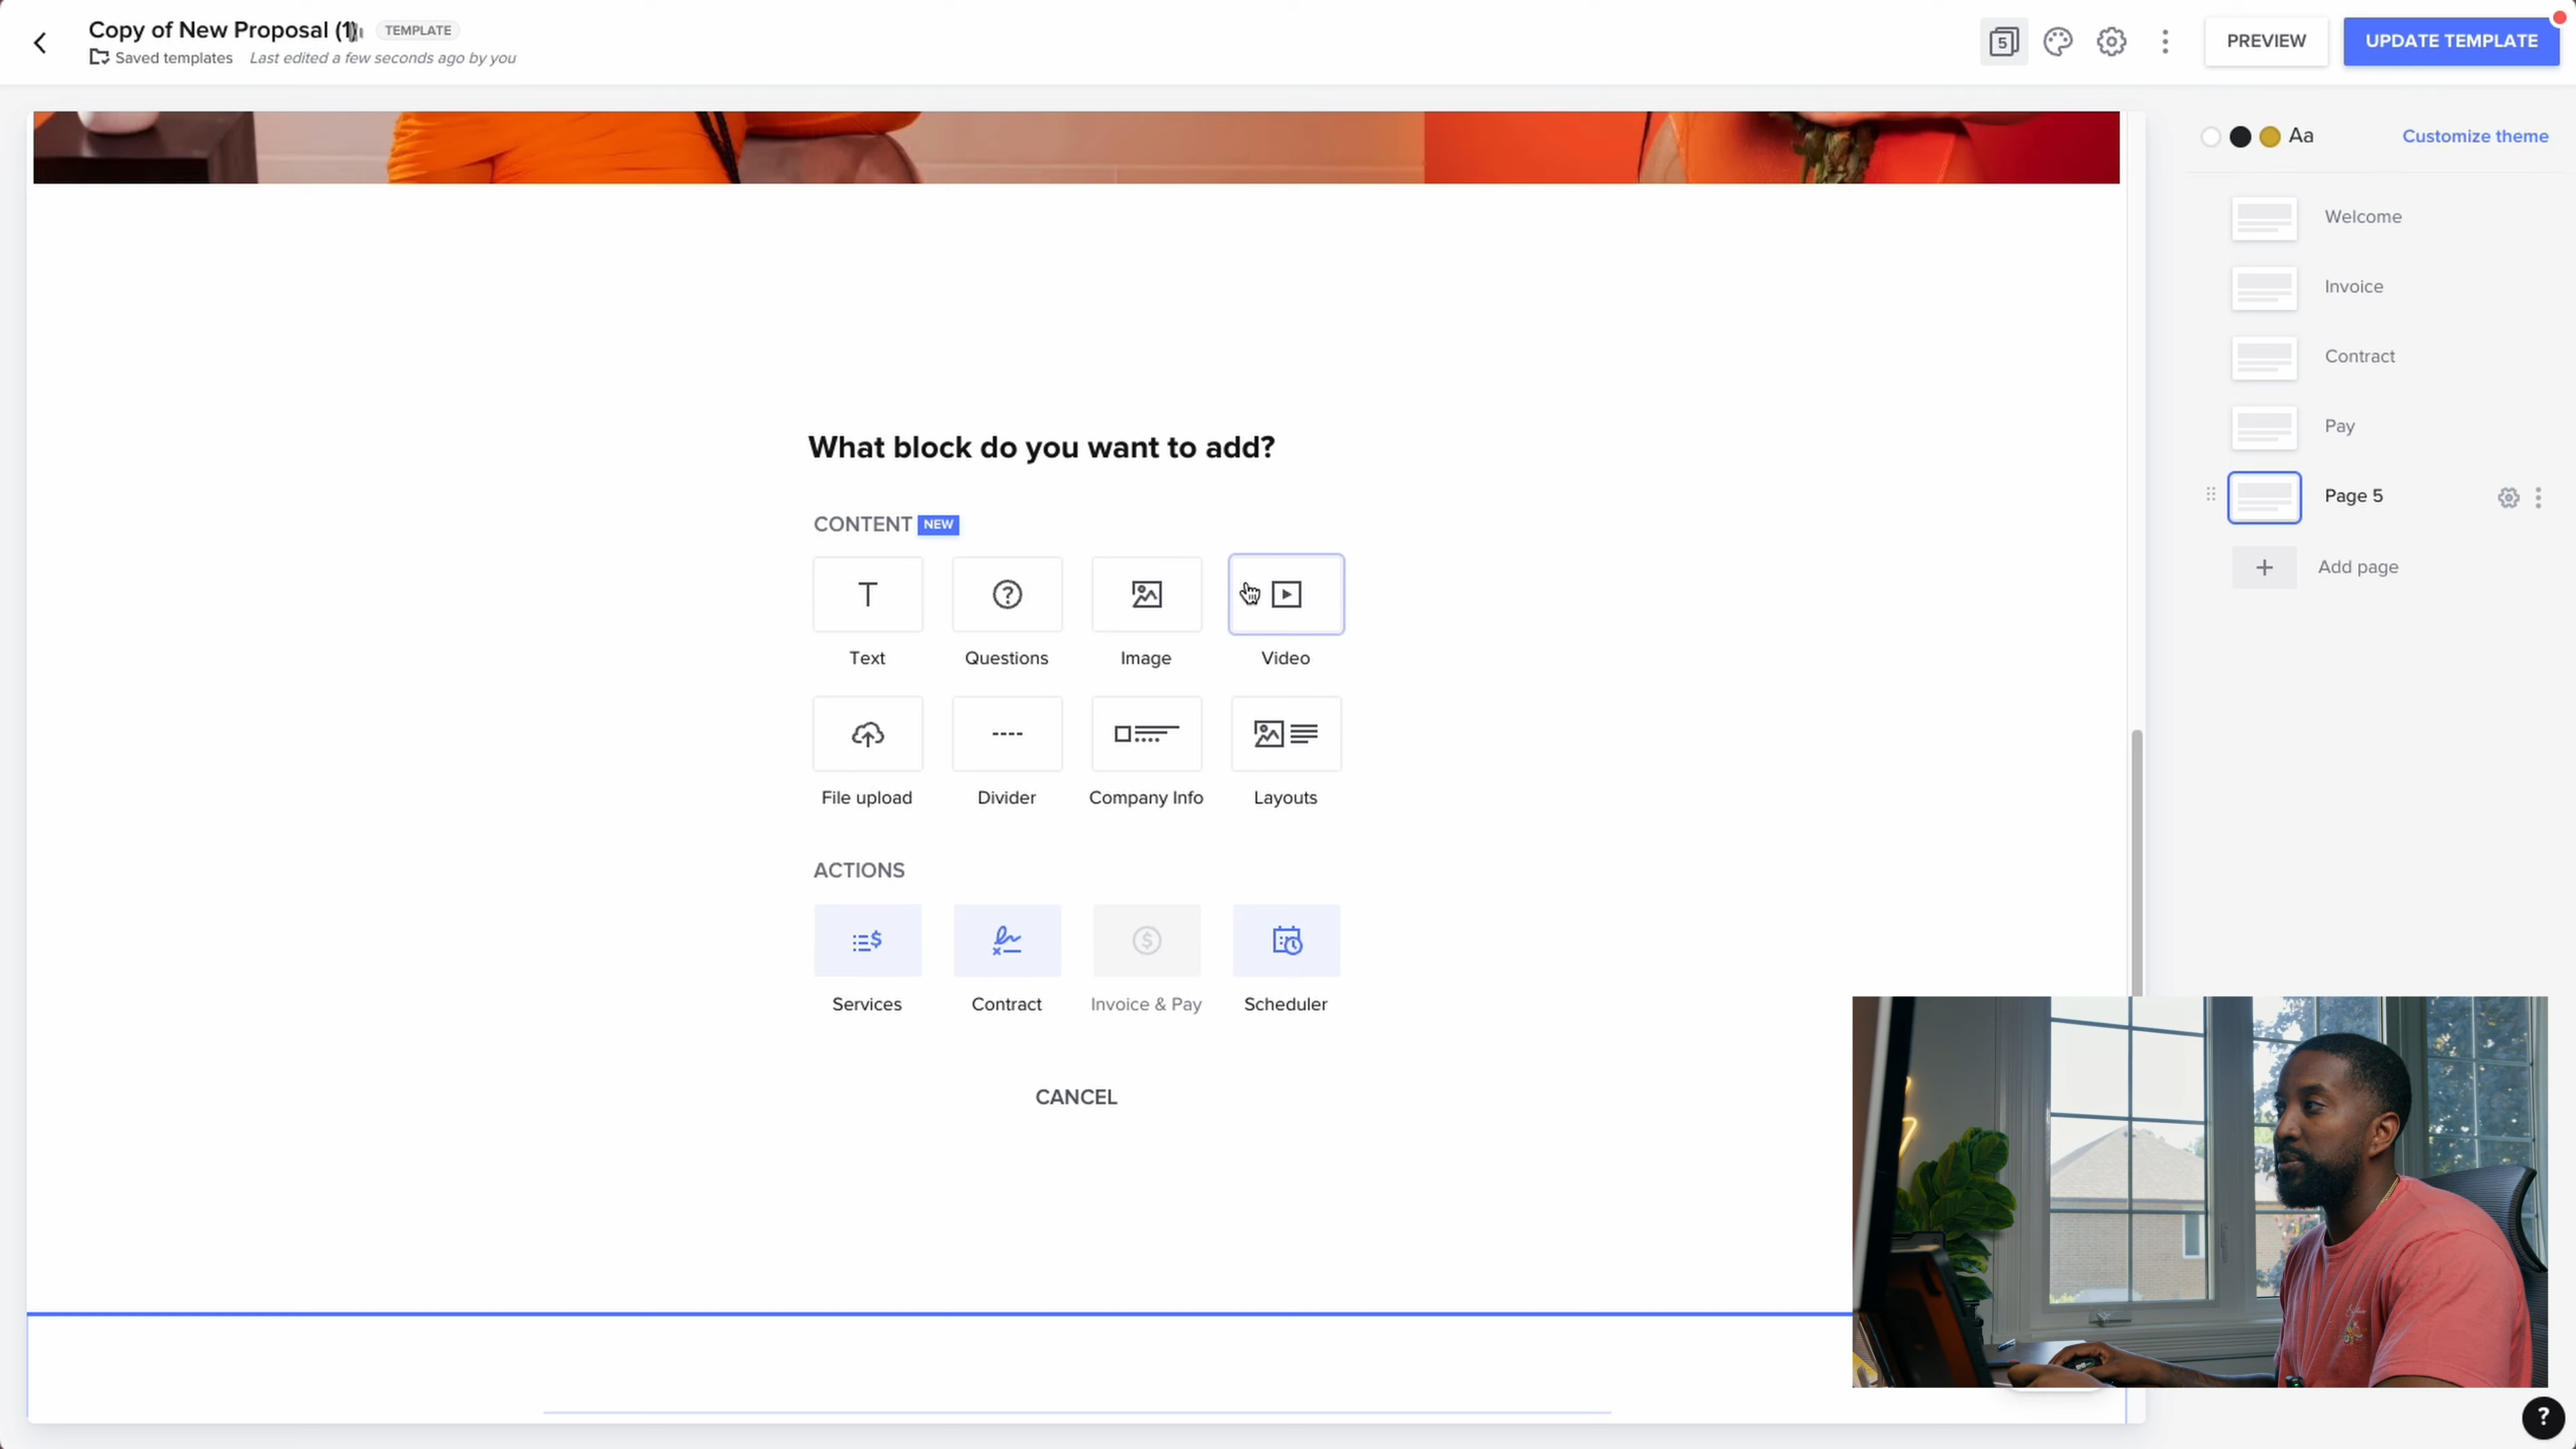 Copy of New Proposal (1)
TEMPLATE
Saved templates
Last edited a few seconds ago by you
5
PREVIEW
UPDATE TEMPLATE
Aa
Customize theme
Welcome
Invoice
Contract
Pay
Page 5
Add page
What block do you want to add?
CONTENT NEW
Text
Questions
Image
Video
File upload
Divider
Company Info
Layouts
ACTIONS
Services
Contract
Invoice & Pay
Scheduler
CANCEL
?